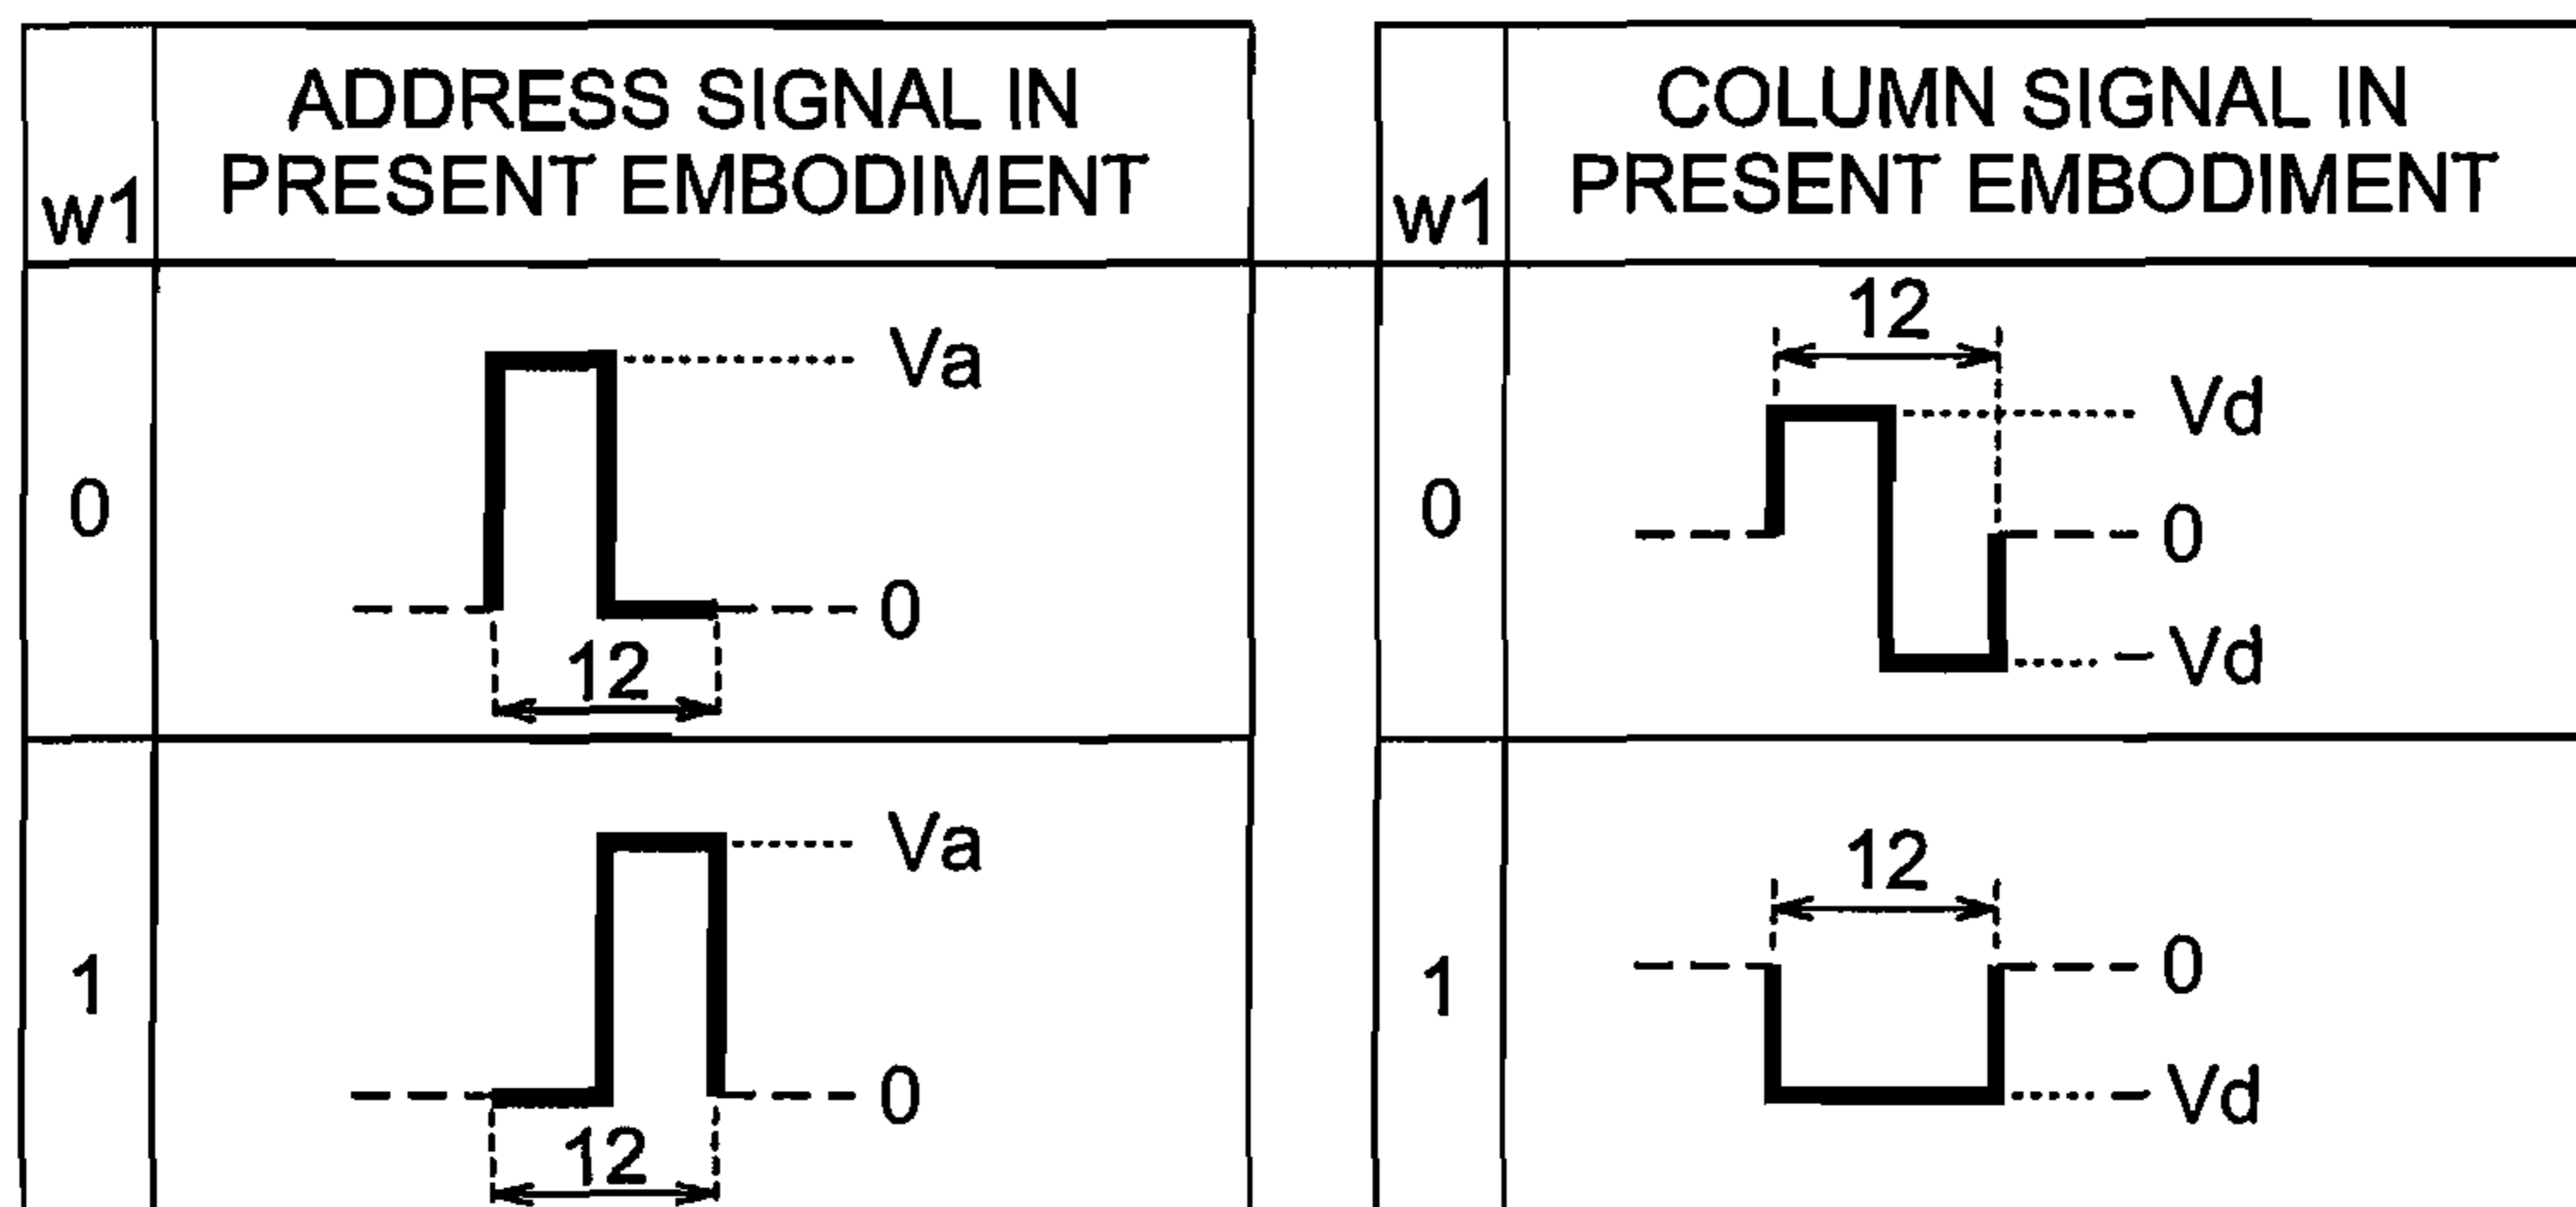 w1
ADDRESS SIGNAL IN
PRESENT EMBODIMENT
0
Va
0
12
1
Va
0
12
w1
COLUMN SIGNAL IN
PRESENT EMBODIMENT
0
12
Vd
0
– Vd
1
12
0
– Vd